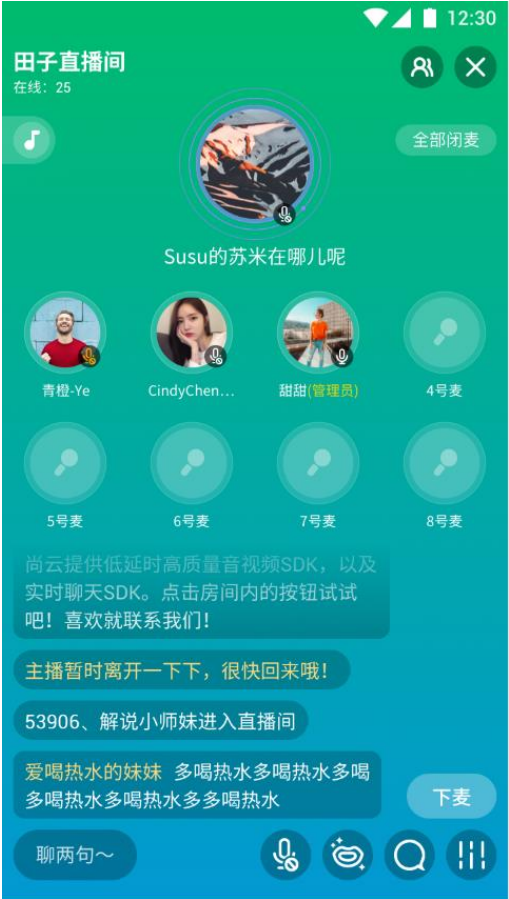 12:30
田子直播间
在线：25
全部闭麦
Susu的苏米在哪儿呢
青橙-Ye
CindyChen...
甜甜(管理员)
4号麦
5号麦
6号麦
7号麦
8号麦
尚云提供低延时高质量音视频SDK，以及
实时聊天SDK。点击房间内的按钮试试
吧！喜欢就联系我们！
主播暂时离开一下下，很快回来哦！
53906、解说小师妹进入直播间
爱喝热水的妹妹 多喝热水多喝热水多喝
多喝热水多喝热水多多喝热水
下麦
聊两句～